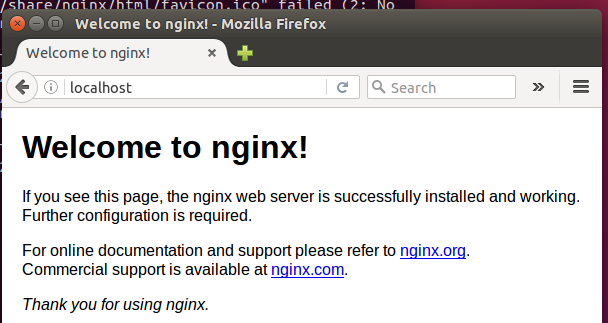 /share/nginx/html/favicon.ico" failed (2: No
Welcome to nginx! - Mozilla Firefox
Welcome to nginx!
localhost
Search
Welcome to nginx!
If you see this page, the nginx web server is successfully installed and working.
Further configuration is required.
For online documentation and support please refer to nginx.org.
Commercial support is available at nginx.com.
Thank you for using nginx.